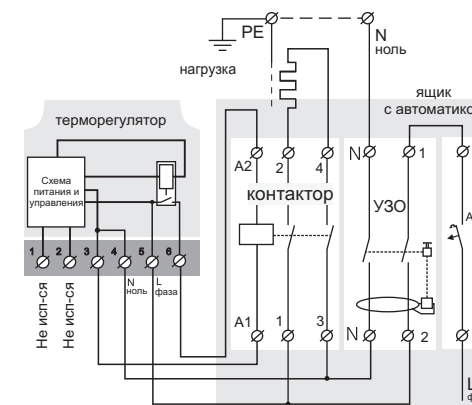 PE
N
ноль
нагрузка
ящик
с автоматико
терморегулятор
Схема
питания и
управления
A2
2
4
N
1
контактор
УЗО
A
1
2
3
4
5
6
Не исп-ся
Не исп-ся
N
ноль
L
фаза
A1
1
3
N
2
L
ф